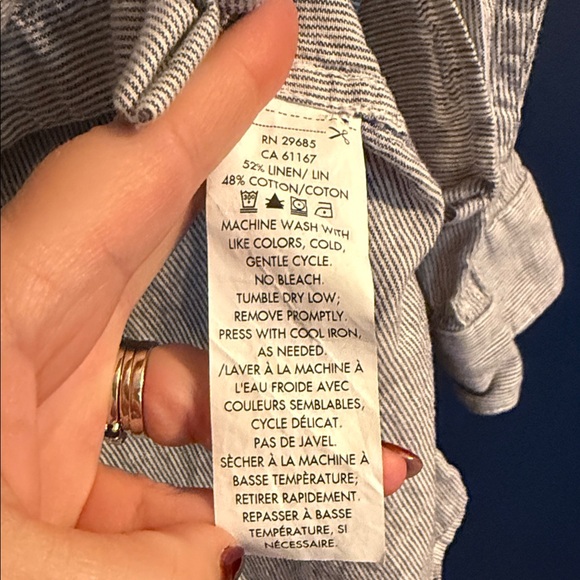 RN 29685
CA 61167
52% LINEN/ LIN
48% COTTON/COTON
MACHINE WASH WITH
LIKE COLORS, COLD,
GENTLE CYCLE.
NO BLEACH.
TUMBLE DRY LOW;
REMOVE PROMPTLY.
PRESS WITH COOL IRON,
AS NEEDED.
/LAVER À LA MACHINE À
L'EAU FROIDE AVEC
COULEURS SEMBLABLES,
CYCLE DÉLICAT.
PAS DE JAVEL.
SÈCHER À LA MACHINE À
BASSE TEMPÈRATURE;
RETIRER RAPIDEMENT.
REPASSER À BASSE
TEMPÉRATURE, SI
NÉCESSAIRE.